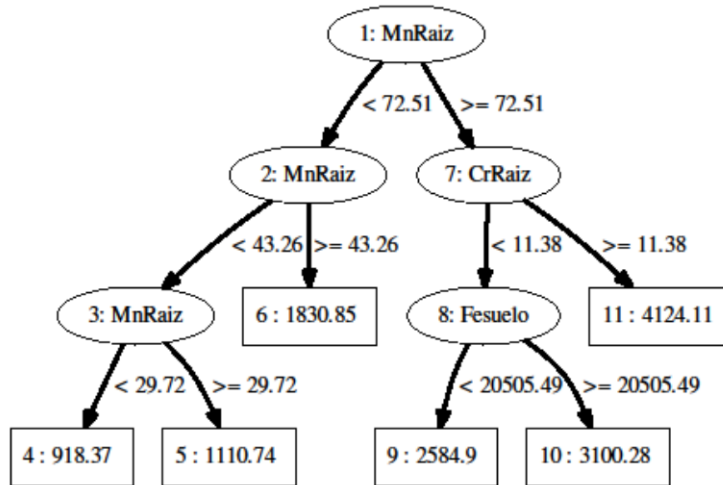 1: MnRaiz
< 72.51 >= 72.51
2: MnRaiz 7: CrRaiz
< 43.26 >= 43.26 < 11.38 >= 11.38
3: MnRaiz 6 : 1830.85 8: Fesuelo 11 : 4124.11
< 29.72 >= 29.72 < 20505.49 >= 20505.49
4 : 918.37 5 : 1110.74 9 : 2584.9 10 : 3100.28